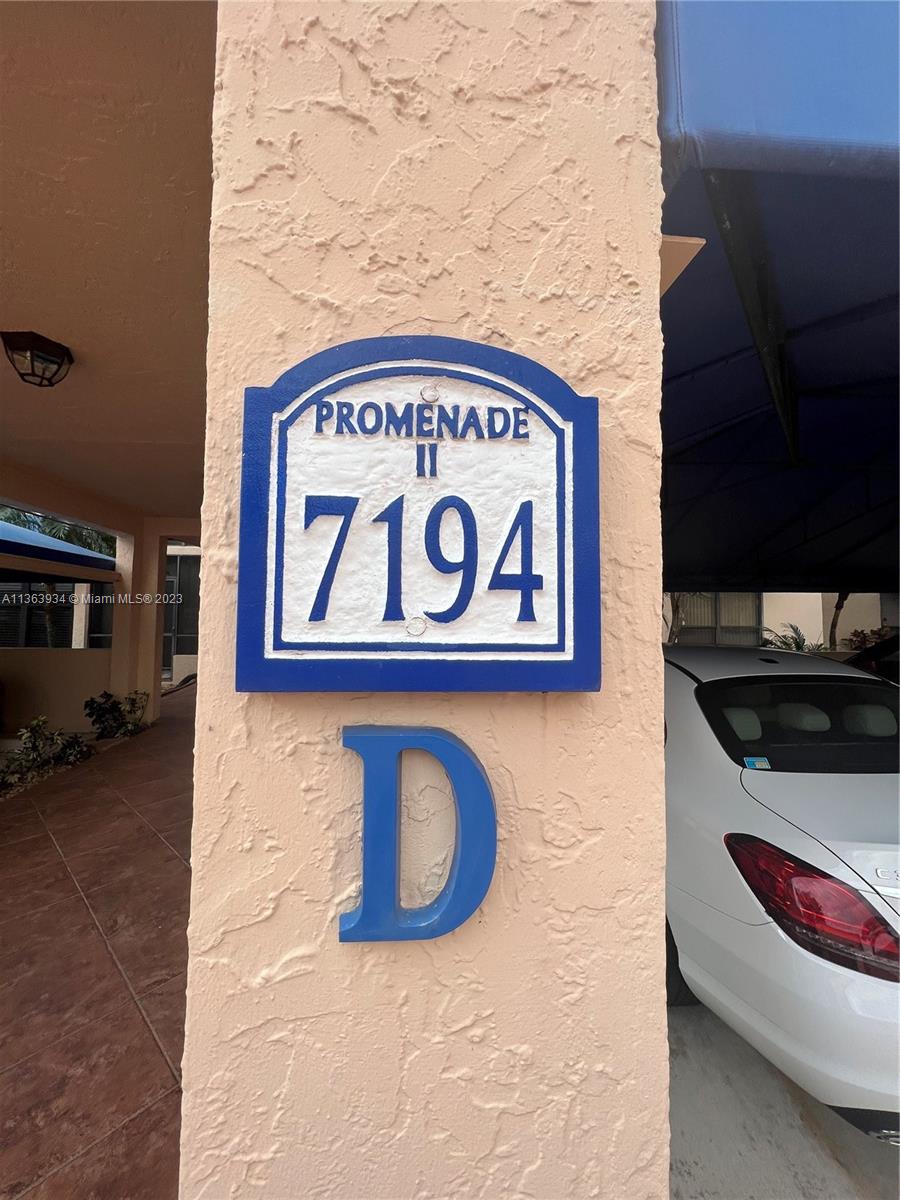 PROMENADE
II
7194
D
A11363934 © Miami MLS® 2023